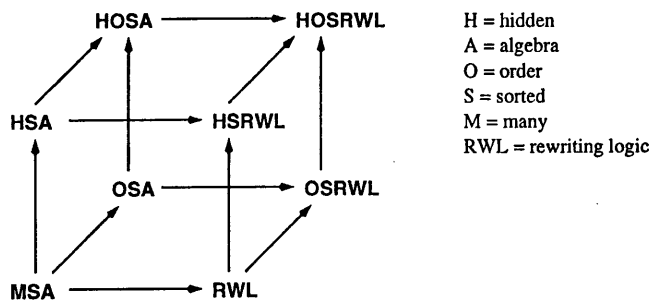 HOSA HOSRWL
HSA HSRWL
OSA OSRWL
MSA RWL
H = hidden
A = algebra
O = order
S = sorted
M = many
RWL = rewriting logic